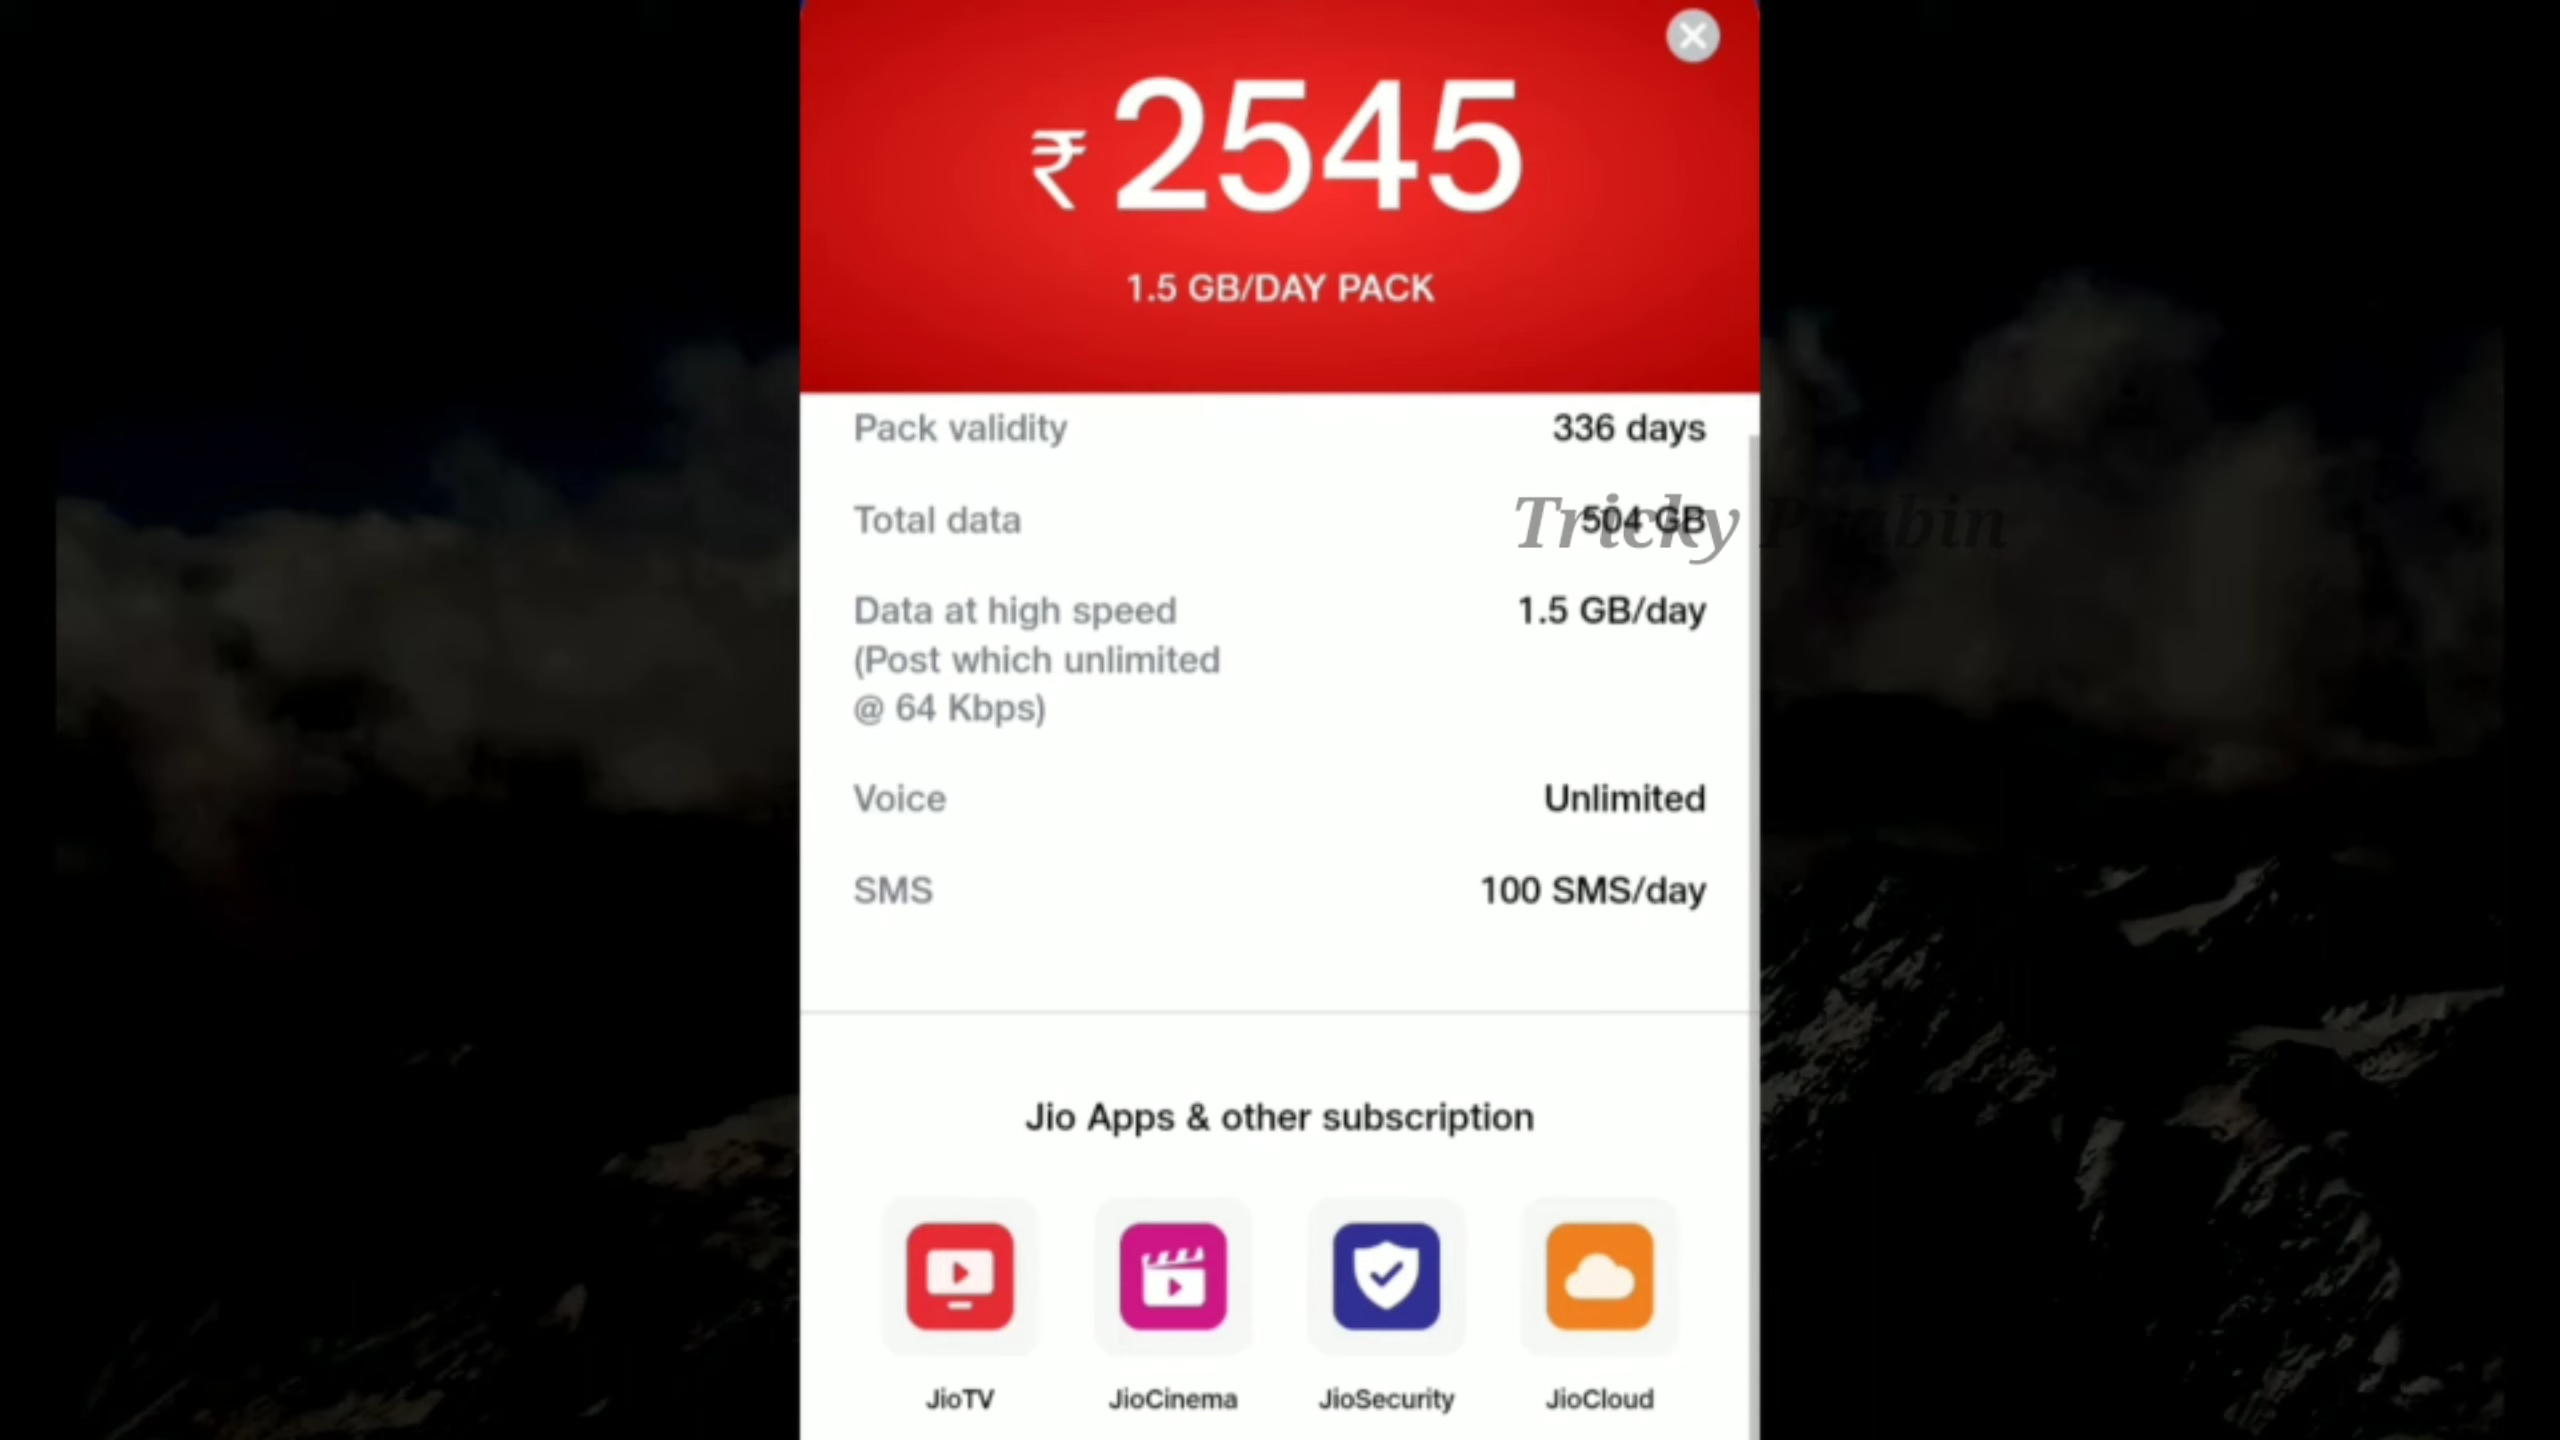 ₹ 2545
1.5 GB/DAY PACK
Pack validity 336 days
Total data 504 GB
Tricky
Data at high speed 1.5 GB/day
(Post which unlimited
@ 64 Kbps)
Voice Unlimited
SMS 100 SMS/day
Jio Apps & other subscription
JioTV JioCinema JioSecurity JioCloud